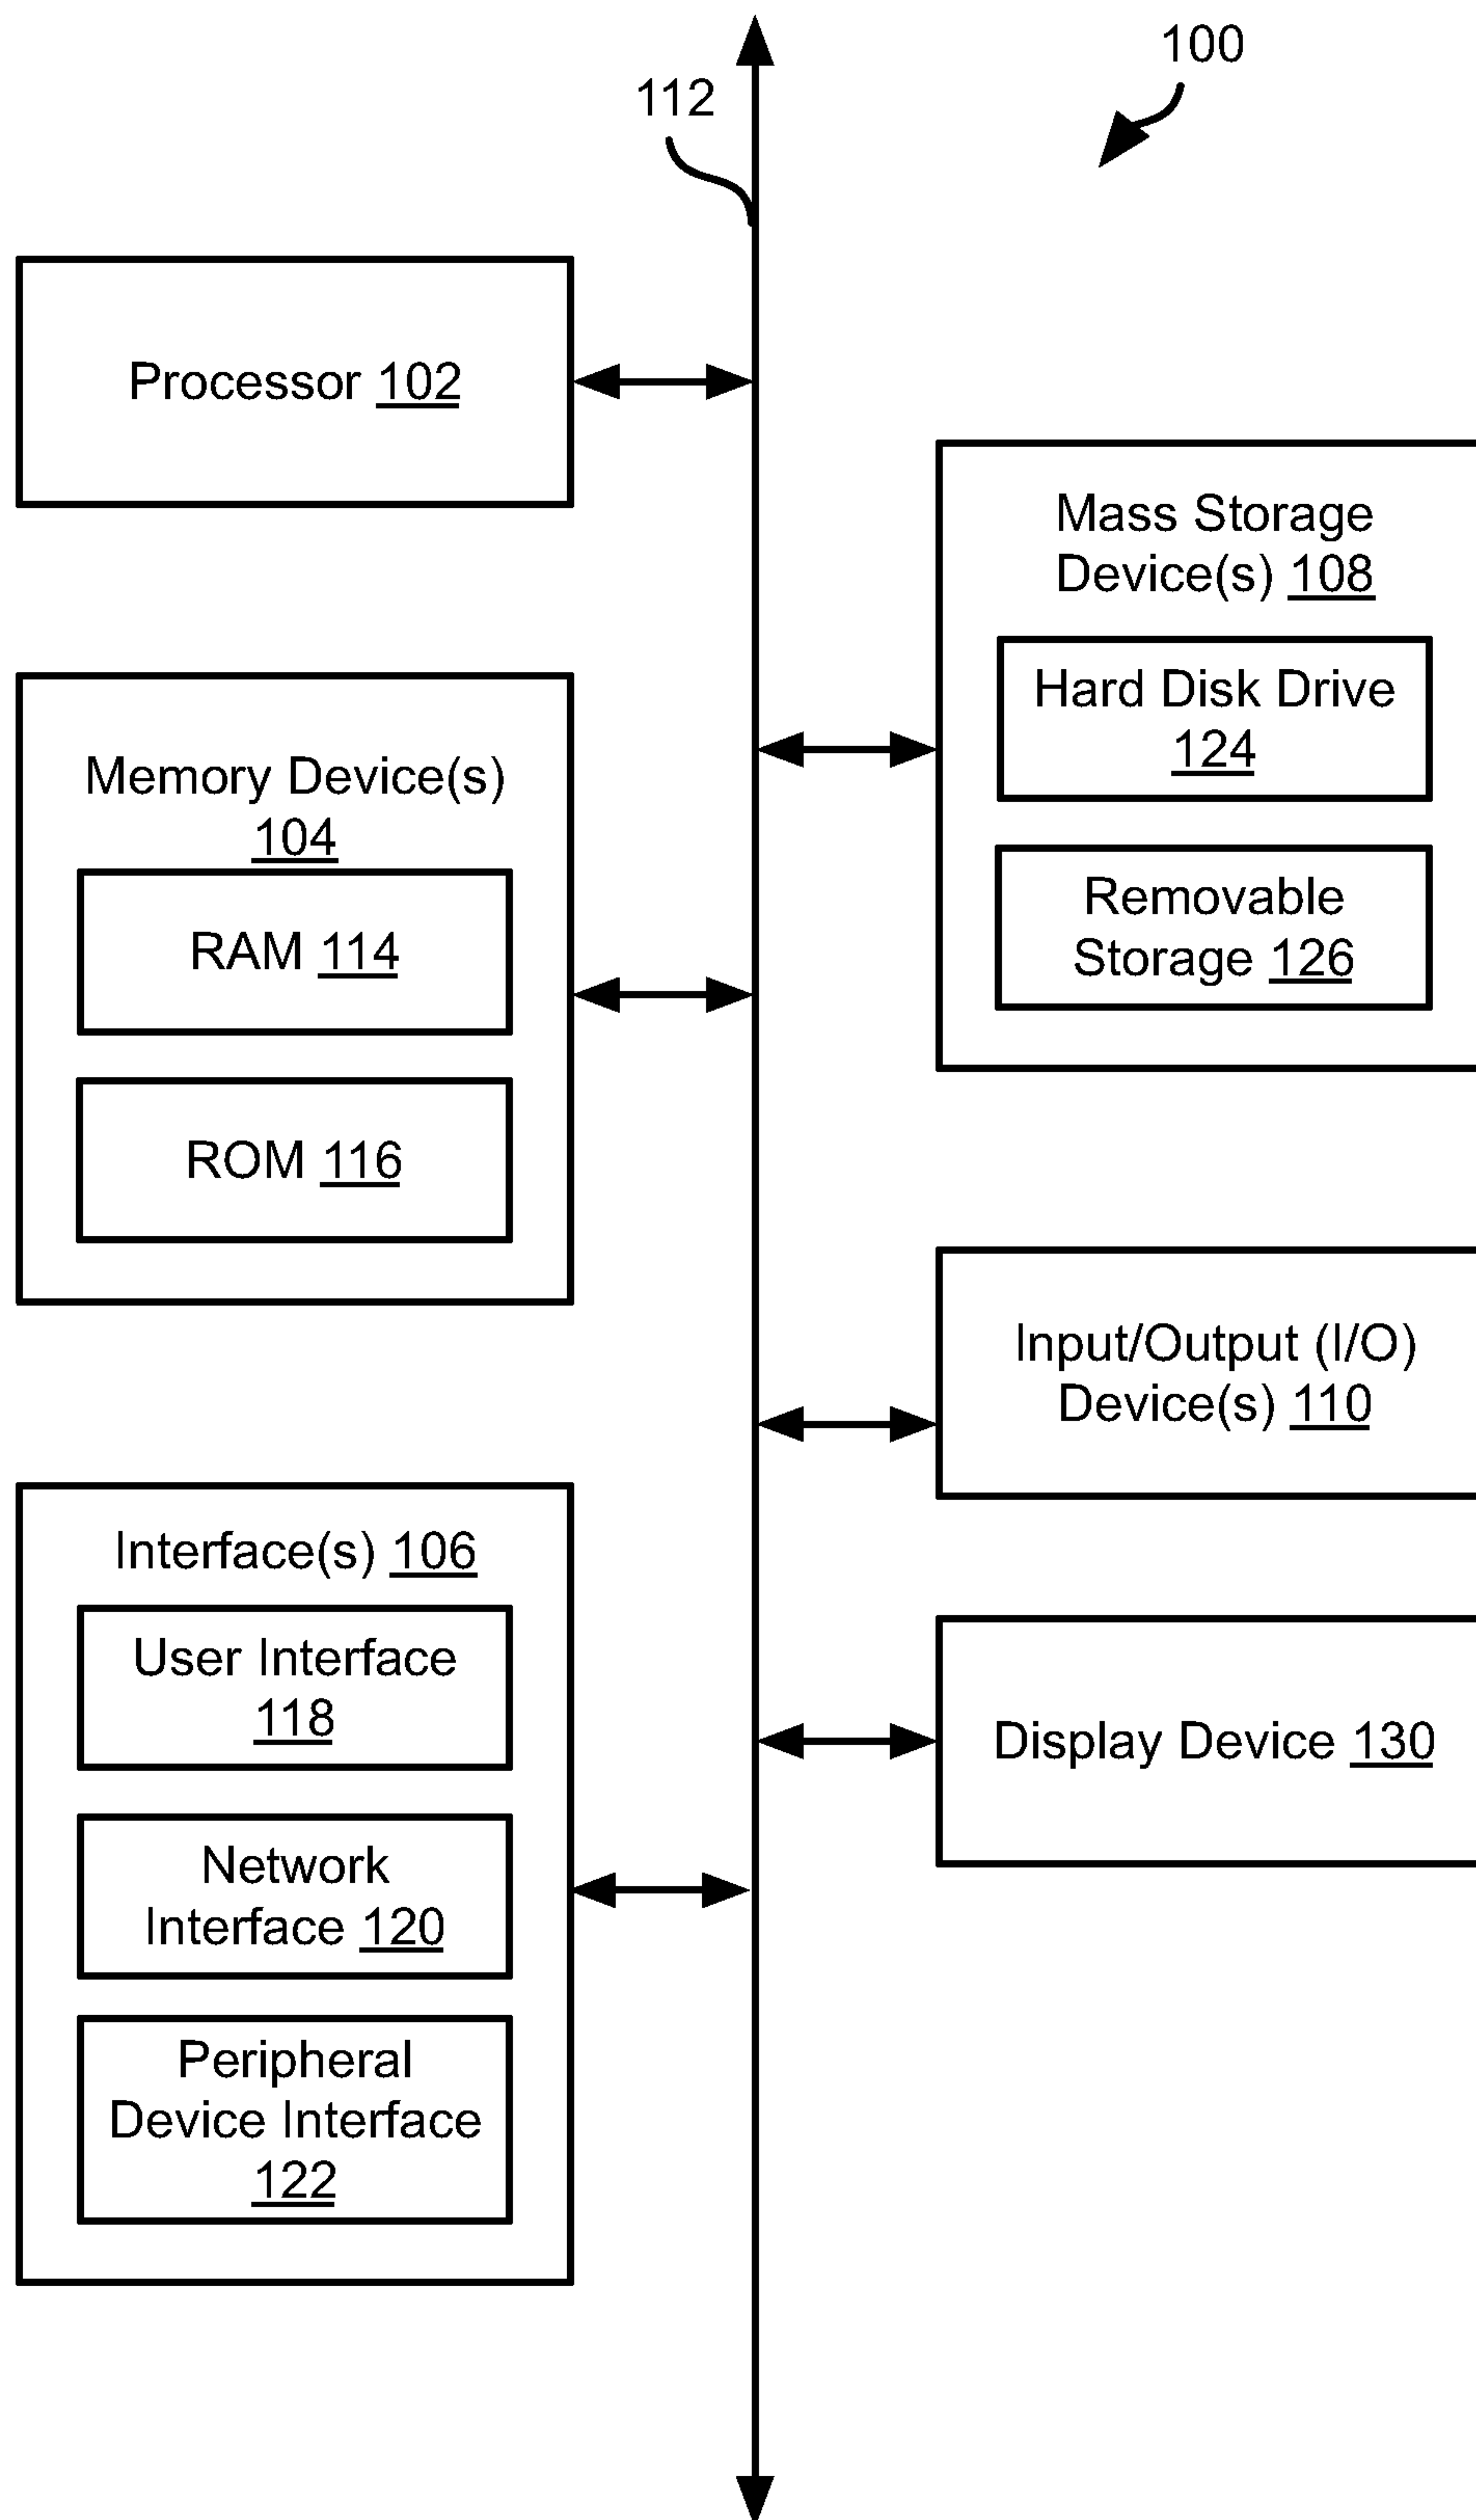 100
112
Processor 102
Mass Storage
Device(s) 108
Hard Disk Drive
124
Removable
Storage 126
Memory Device(s)
104
RAM 114
ROM 116
Input/Output (I/O)
Device(s) 110
Interface(s) 106
User Interface
118
Network
Interface 120
Peripheral
Device Interface
122
Display Device 130